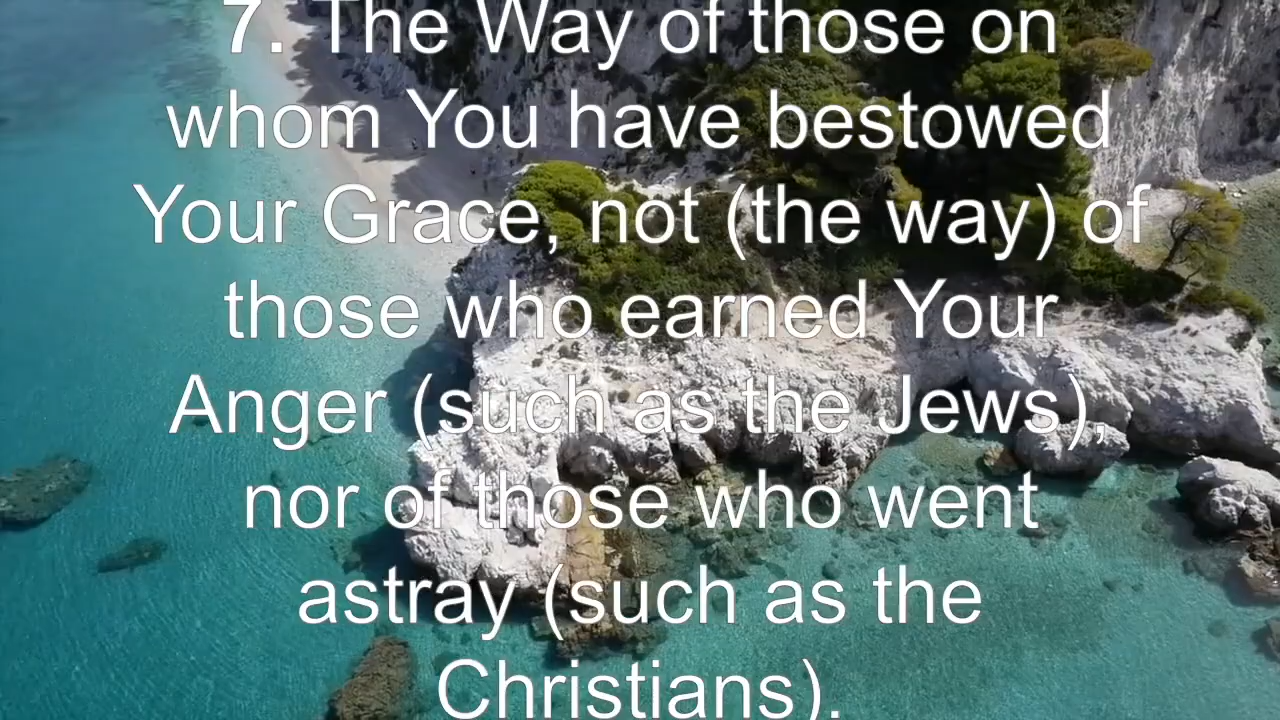 7. The Way of those on
whom You have bestowed
Your Grace, not (the way) of
those who earned Your
Anger (such as the Jews),
nor of those who went
astray (such as the
Christians).